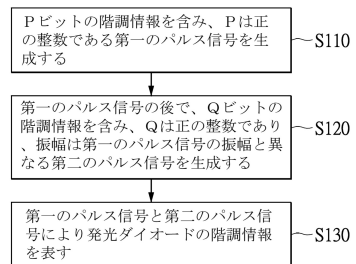 Pビットの階調情報を含み、Pは正
の整数である第一のパルス信号を生
成する
S110
第一のパルス信号の後で、Qビットの
階調情報を含み、Qは正の整数であり
、振幅は第一のパルス信号の振幅と異
なる第二のパルス信号を生成する
S120
第一のパルス信号と第二のパルス信
号により発光ダイオードの階調情報
を表す
S130